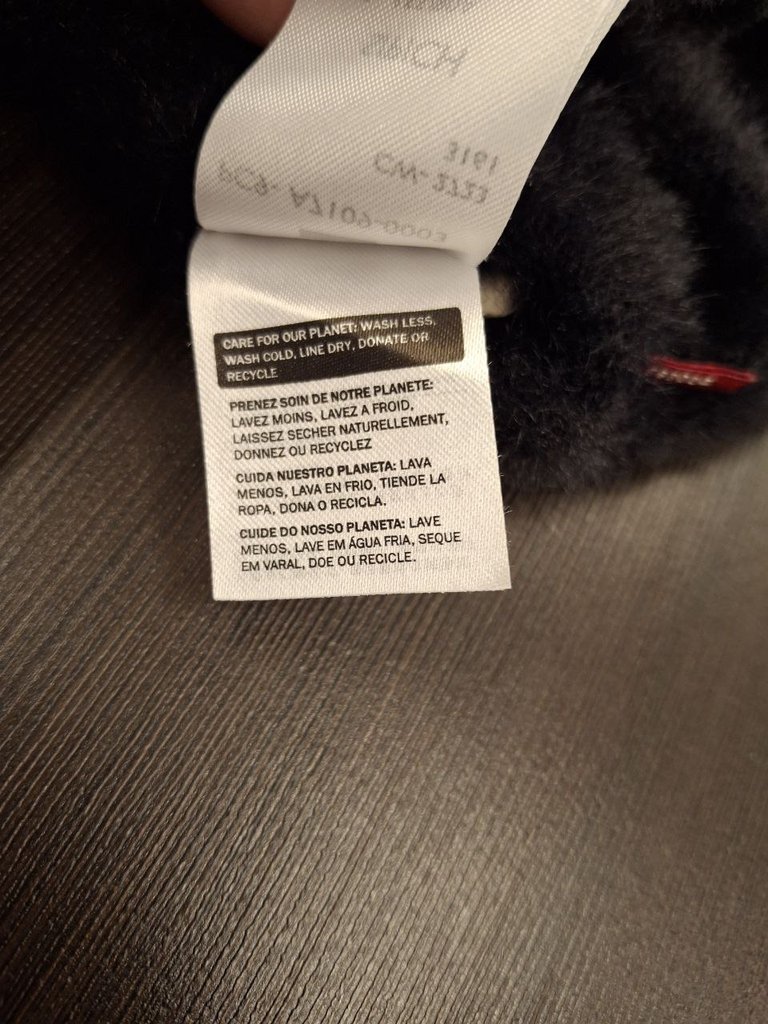 PC9- A7109-0003
CARE FOR OUR PLANET: WASH LESS,
WASH COLD, LINE DRY, DONATE OR
RECYCLE
PRENEZ SOIN DE NOTRE PLANETE:
LAVEZ MOINS, LAVEZ A FROID,
LAISSEZ SECHER NATURELLEMENT,
DONNEZ OU RECYCLEZ
CUIDA NUESTRO PLANETA: LAVA
MENOS, LAVA EN FRIO, TIENDE LA
ROPA, DONA O RECICLA.
CUIDE DO NOSSO PLANETA: LAVE
MENOS, LAVE EM ÁGUA FRIA, SEQUE
EM VARAL, DOE OU RECICLE.